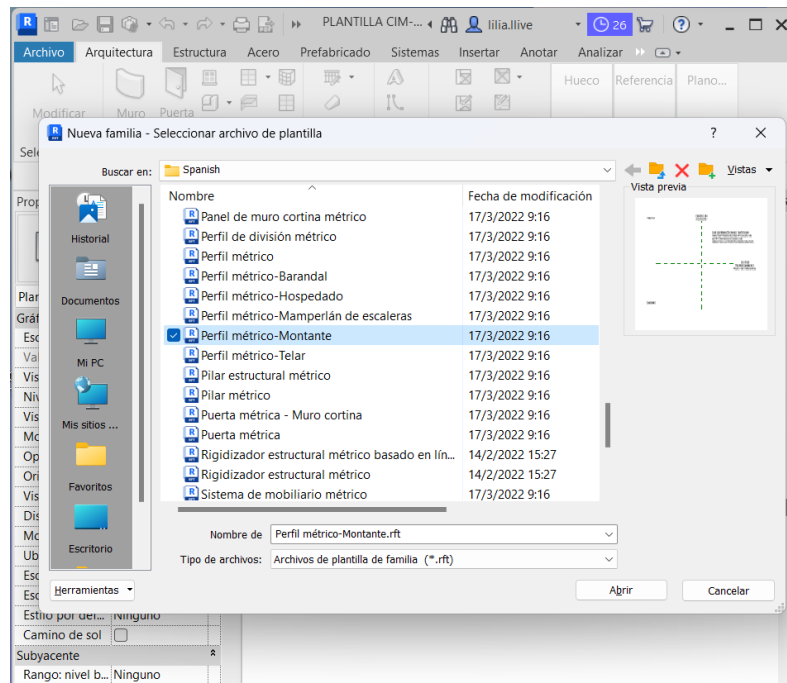 PLANTILLA CIM-... lilia.llive 26
Archivo Arquitectura Estructura Acero Prefabricado Sistemas Insertar Anotar Analizar
Modificar Muro Puerta Hueco Referencia Plano...
Nueva familia - Seleccionar archivo de plantilla
Buscar en: Spanish Vistas
Nombre Fecha de modificación Vista previa
Panel de muro cortina métrico 17/3/2022 9:16
Perfil de división métrico 17/3/2022 9:16
Perfil métrico 17/3/2022 9:16
Perfil métrico-Barandal 17/3/2022 9:16
Perfil métrico-Hospedado 17/3/2022 9:16
Perfil métrico-Mamperlán de escaleras 17/3/2022 9:16
Perfil métrico-Montante 17/3/2022 9:16
Perfil métrico-Telar 17/3/2022 9:16
Pilar estructural métrico 17/3/2022 9:16
Pilar métrico 17/3/2022 9:16
Puerta métrica - Muro cortina 17/3/2022 9:16
Puerta métrica 17/3/2022 9:16
Rigidizador estructural métrico basado en lín... 14/2/2022 15:27
Rigidizador estructural métrico 14/2/2022 15:27
Sistema de mobiliario métrico 17/3/2022 9:16
Historial
Documentos
Mi PC
Mis sitios ...
Favoritos
Escritorio
Nombre de Perfil métrico-Montante.rft
Tipo de archivos: Archivos de plantilla de familia (*.rft)
Herramientas Abrir Cancelar
Estilo por def... Ninguno
Camino de sol
Subyacente
Rango: nivel b... Ninguno